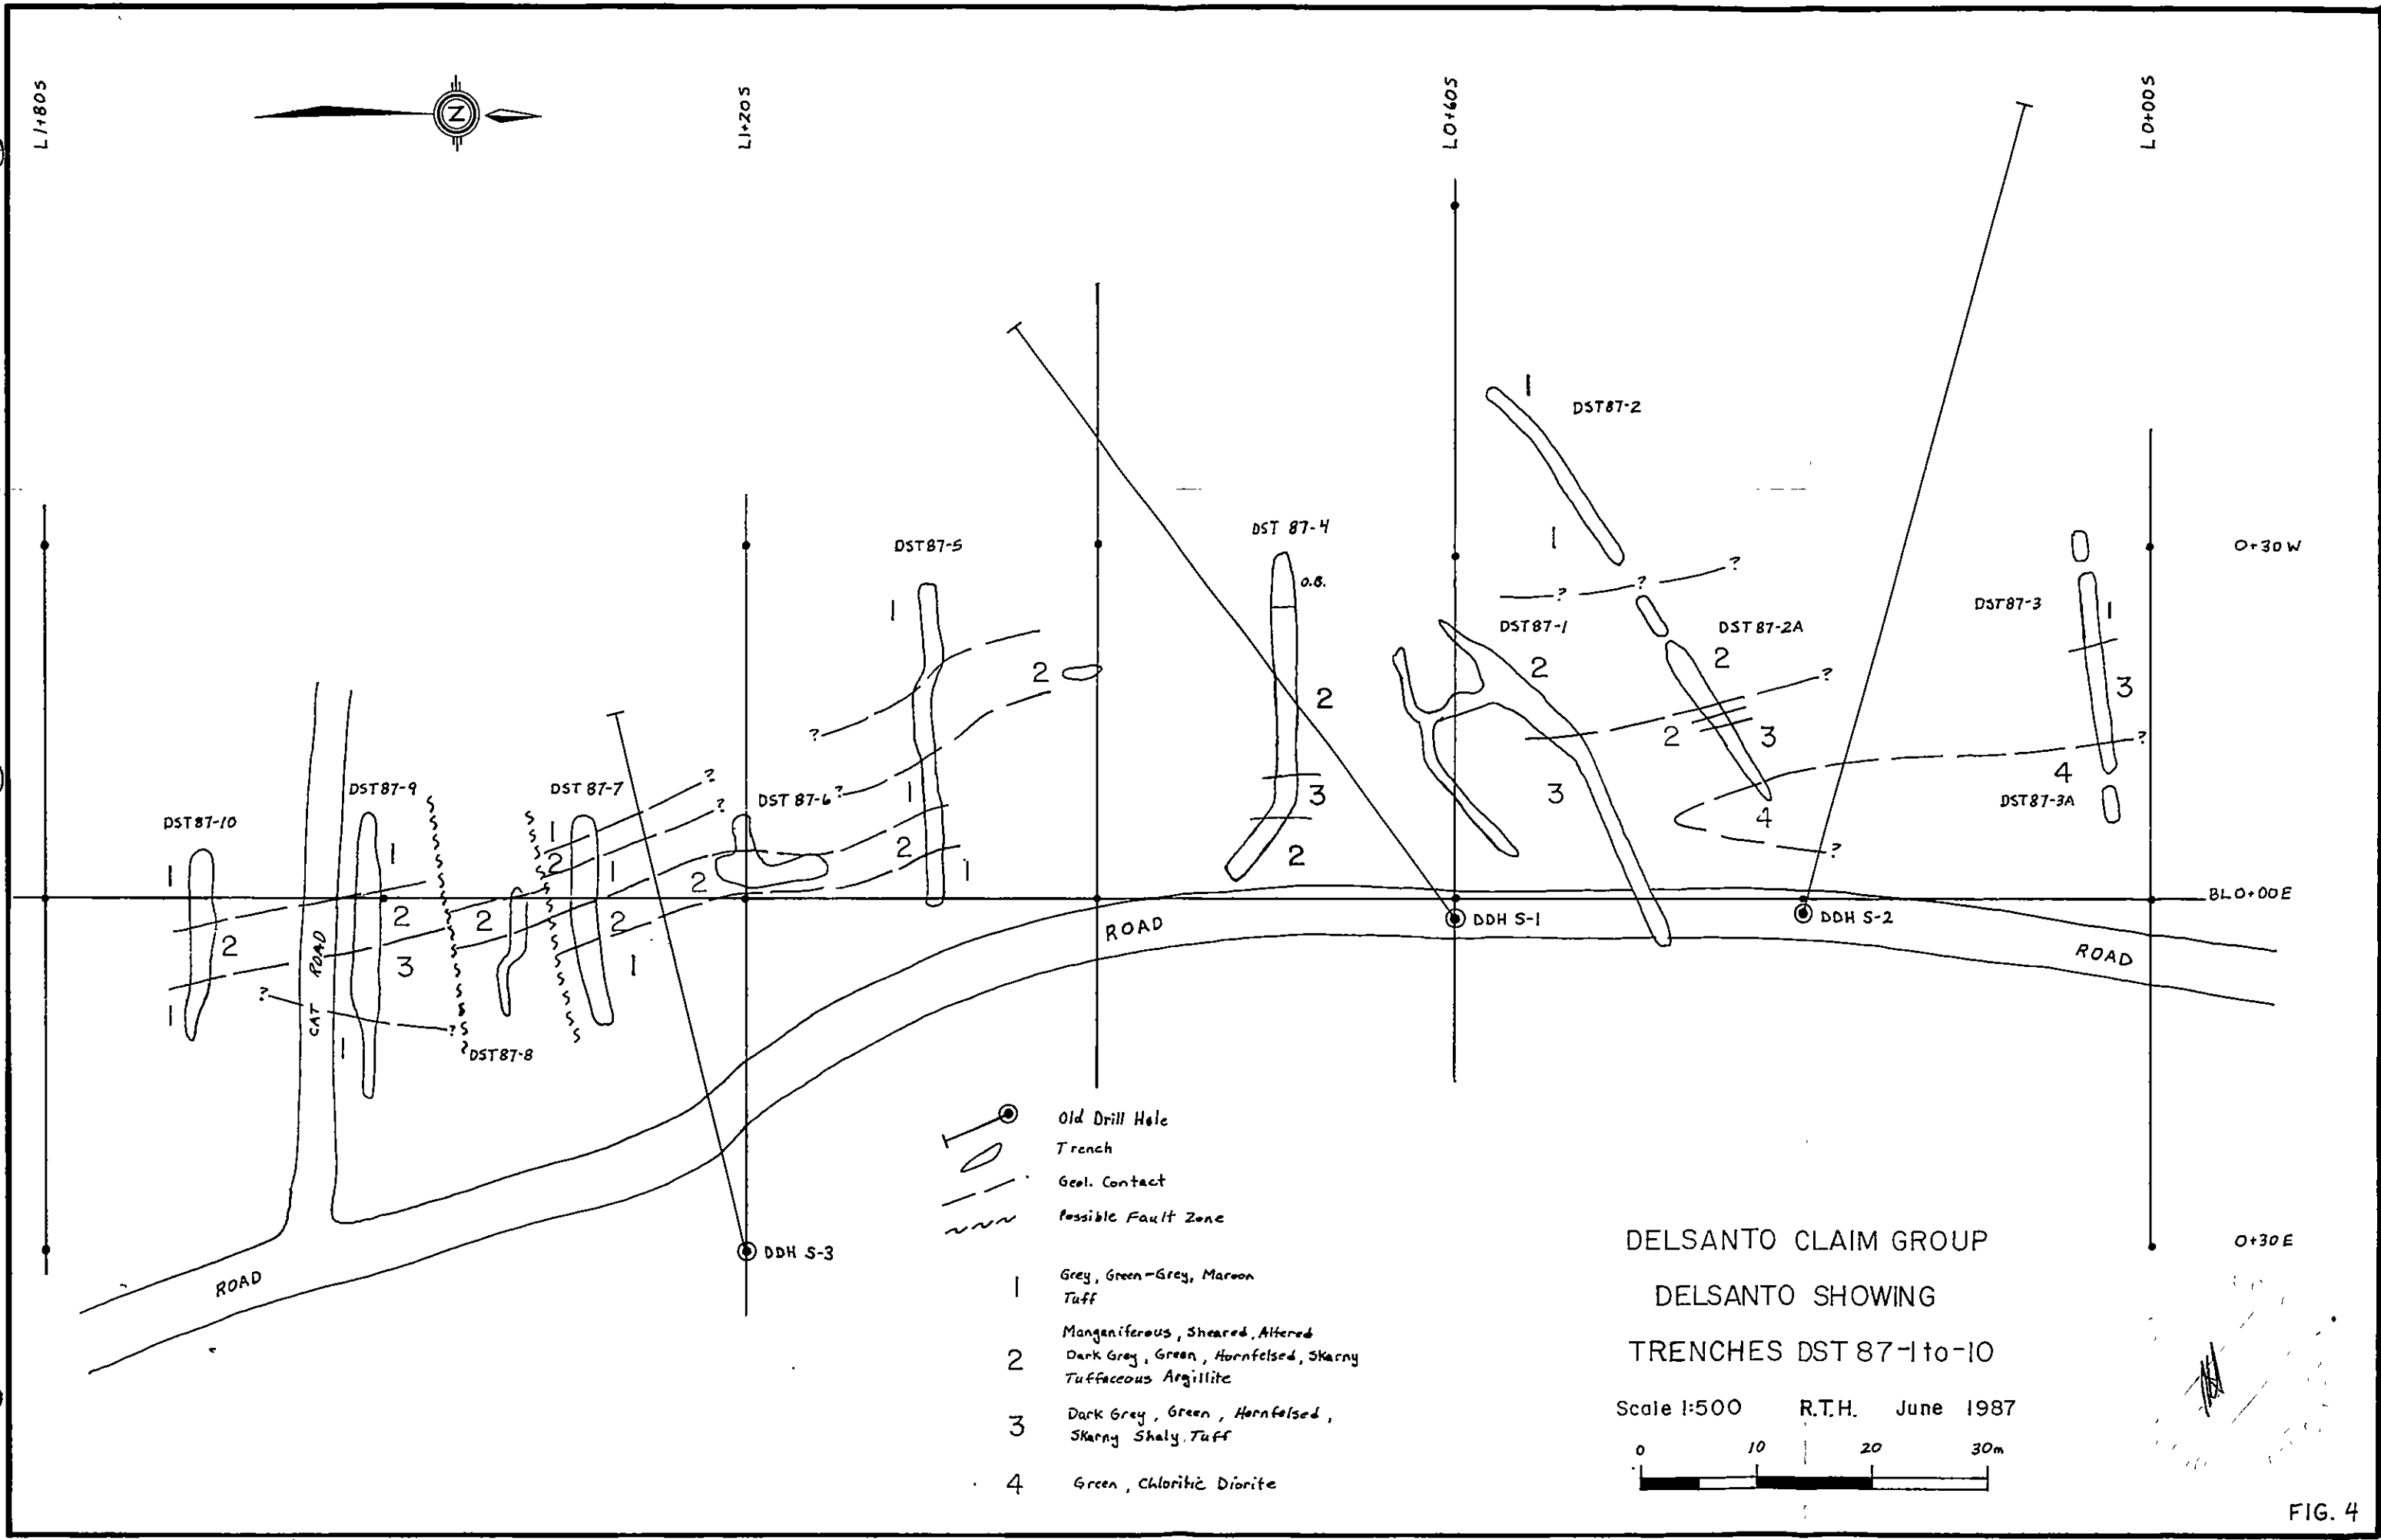 L1+80S
L1+20S
L0+60S
L0+00S
N
1
DST87-2
1
DST87-5
DST 87-4
O.B.
0+30W
1
?
?
?
DST87-3
1
DST87-1
DST87-2A
2
2
2
?
3
2
?
2
3
?
DST87-9
DST 87-7
?
DST 87-6
?
?
1
3
3
4
DST87-3A
DST87-10
1
1
1
2
1
2
2
4
?
1
2
1
BL0+00E
2
2
2
DDH S-1
DDH S-2
2
3
1
ROAD
ROAD
CAT ROAD
?
1
?
1
DST87-8
DDH S-3
ROAD
Old Drill Hole
Trench
Geol. Contact
Possible Fault Zone
1 Grey, Green-Grey, Maroon
Tuff
Manganiferous, Sheared, Altered
2 Dark Grey, Green, Hornfelsed, Skarny
Tuffaceous Argillite
3 Dark Grey, Green, Hornfelsed,
Skarny Shaly Tuff
4 Green, Chloritic Diorite
0+30E
DELSANTO CLAIM GROUP
DELSANTO SHOWING
TRENCHES DST 87-1 to -10
Scale 1:500 R.T.H. June 1987
0 10 20 30m
FIG. 4